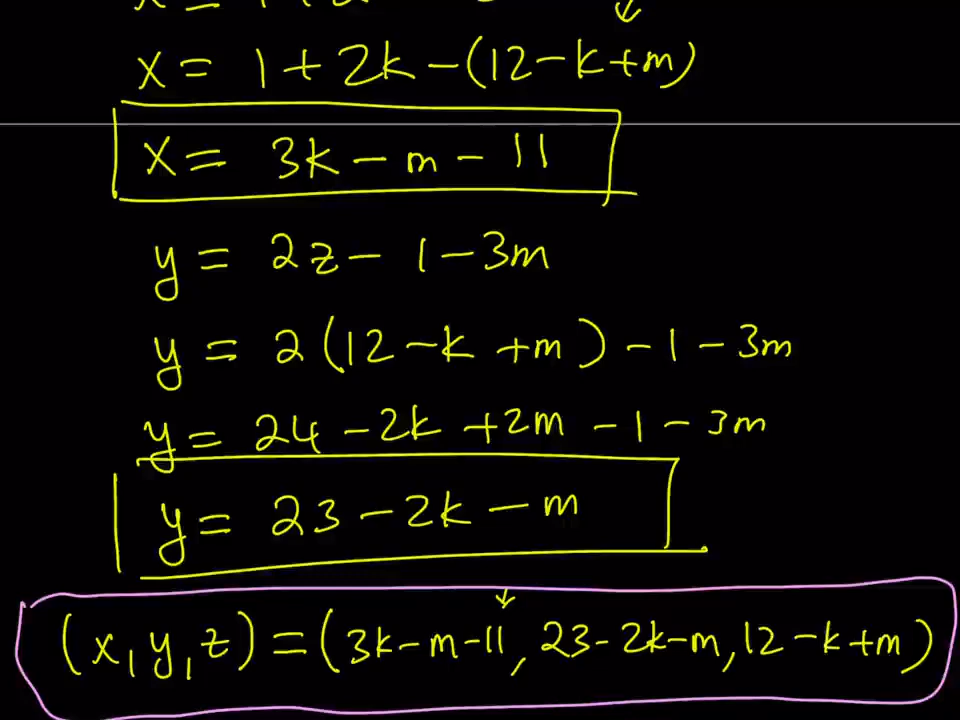 x = 1 + 2k - (12 - k + m)
x = 3k - m - 11
y = 2z - 1 - 3m
y = 2(12 - k + m) - 1 - 3m
y = 24 - 2k + 2m - 1 - 3m
y = 23 - 2k - m
(x, y, z) = (3k - m - 11, 23 - 2k - m, 12 - k + m)